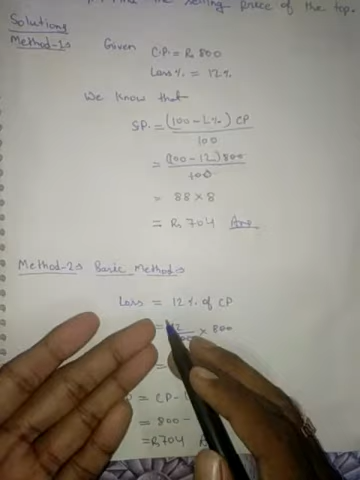 selling price of the top.
Solution:
Method-1:
Given C.P. = Rs 800
Loss % = 12 %
We know that
S.P. = (100 - L%) CP
100
= (100 - 12) 800
100
= 88 × 8
= Rs 704 Ans
Method-2: Basic Method:
Loss = 12 % of CP
= 12 × 800
=
= CP -
= 800 -
= Rs 704